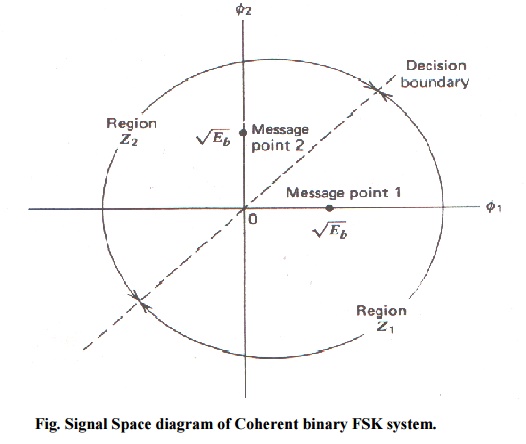 ϕ2
Decision
boundary
Region
Z2
√Eb
Message
point 2
Message point 1
ϕ1
0
√Eb
Region
Z1
Fig. Signal Space diagram of Coherent binary FSK system.